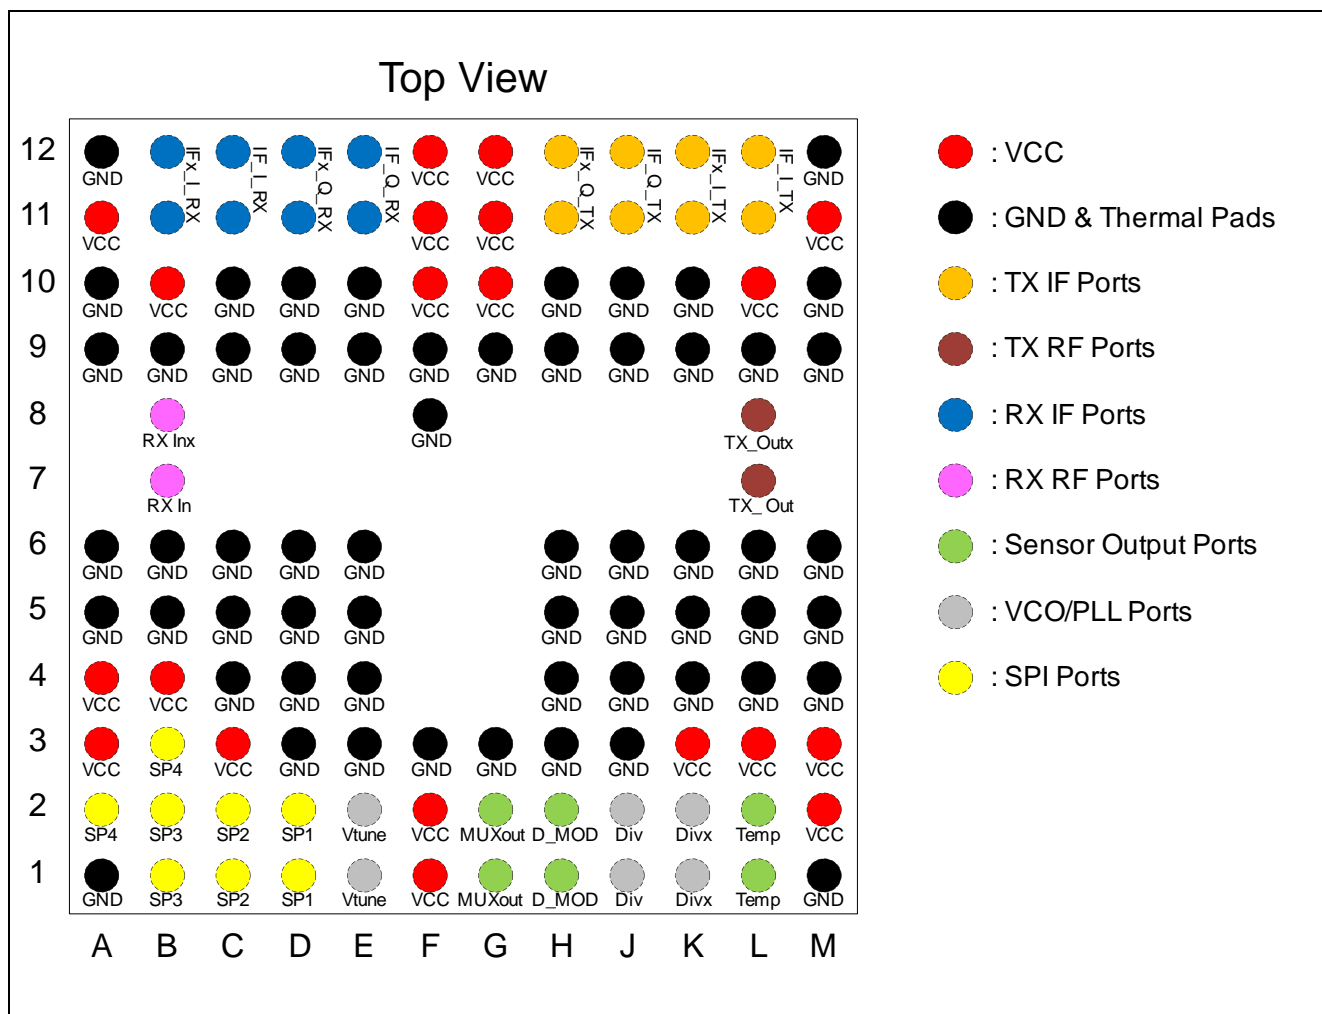 Top View
12
GND IFx_I_RX IF_I_RX IFx_Q_RX IF_Q_RX VCC VCC IFx_Q_TX IF_Q_TX IFx_I_TX IF_I_TX GND
11
VCC VCC VCC VCC
10
GND VCC GND GND GND VCC VCC GND GND GND VCC GND
9
GND GND GND GND GND GND GND GND GND GND GND GND
8
RX Inx GND TX_Outx
7
RX In TX_ Out
6
GND GND GND GND GND GND GND GND GND GND
5
GND GND GND GND GND GND GND GND GND GND
4
VCC VCC GND GND GND GND GND GND GND GND
3
VCC SP4 VCC GND GND GND GND GND GND VCC VCC VCC
2
SP4 SP3 SP2 SP1 Vtune VCC MUXout D_MOD Div Divx Temp VCC
1
GND SP3 SP2 SP1 Vtune VCC MUXout D_MOD Div Divx Temp GND
A B C D E F G H J K L M
: VCC
: GND & Thermal Pads
: TX IF Ports
: TX RF Ports
: RX IF Ports
: RX RF Ports
: Sensor Output Ports
: VCO/PLL Ports
: SPI Ports